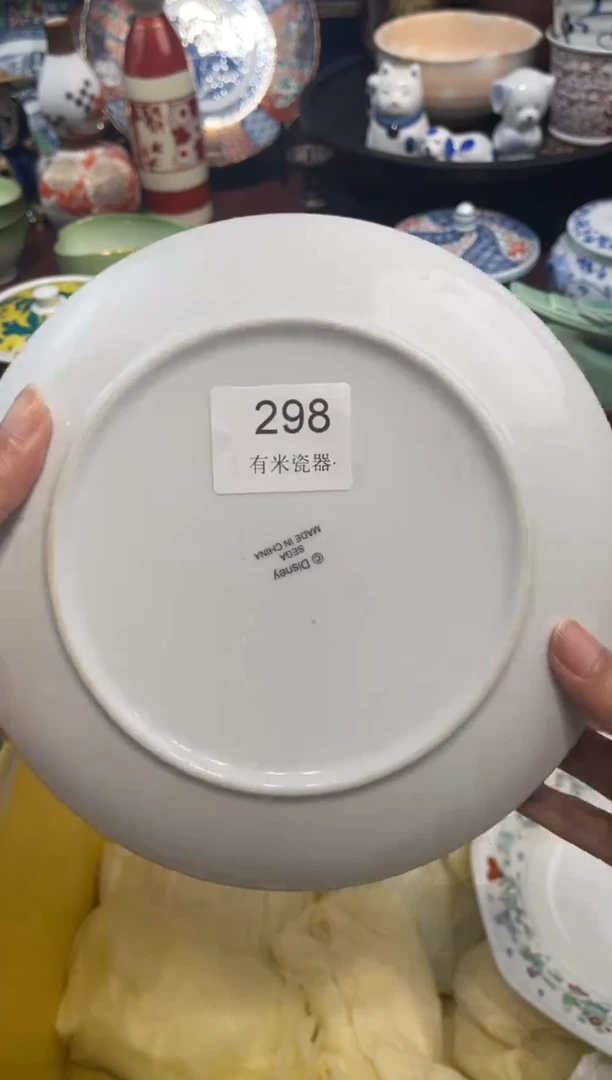 298
有米瓷器.
© Disney
SEGA
MADE IN CHINA